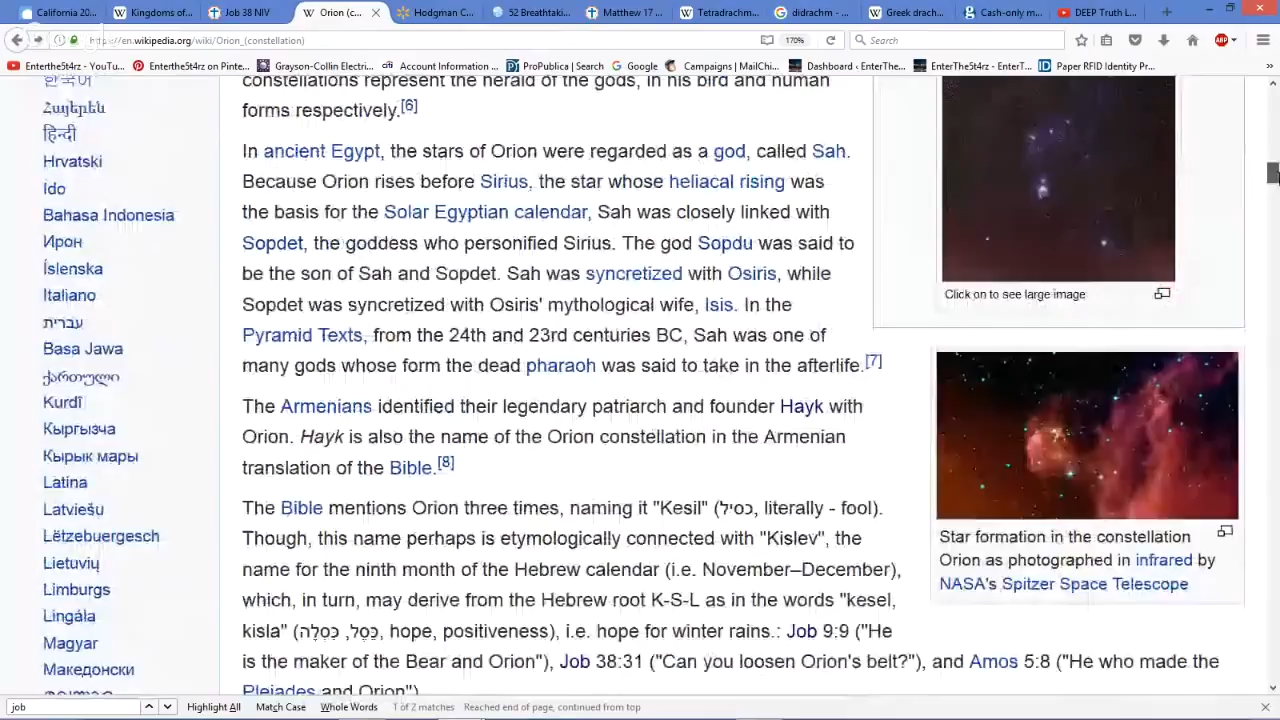 California 20...
Kingdoms of...
Job 38 NIV
Orion (c...
Hodgman C...
52 Breathtaki...
Matthew 17 ...
Tetradrachm...
didrachm - ...
Greek drach...
Cash-only m...
DEEP Truth L...
https://en.wikipedia.org/wiki/Orion_(constellation)
170%
Search
ABP
Enterthe5t4rz - YouTu...
Enterthe5t4rz on Pinte...
Grayson-Collin Electri...
Account Information ...
ProPublica | Search
Google
Campaigns | MailChi...
Dashboard ‹ EnterThe...
EnterThe5t4rz - EnterT...
Paper RFID Identity Pr...
»
한국어
Հայերեն
हिन्दी
Hrvatski
Ido
Bahasa Indonesia
Ирон
Íslenska
Italiano
עברית
Basa Jawa
ქართული
Kurdî
Кыргызча
Кырык мары
Latina
Latviešu
Lëtzebuergesch
Lietuvių
Limburgs
Lingála
Magyar
Македонски
constellations represent the herald of the gods, in his bird and human
forms respectively.[6]
In ancient Egypt, the stars of Orion were regarded as a god, called Sah.
Because Orion rises before Sirius, the star whose heliacal rising was
the basis for the Solar Egyptian calendar, Sah was closely linked with
Sopdet, the goddess who personified Sirius. The god Sopdu was said to
be the son of Sah and Sopdet. Sah was syncretized with Osiris, while
Sopdet was syncretized with Osiris' mythological wife, Isis. In the
Pyramid Texts, from the 24th and 23rd centuries BC, Sah was one of
many gods whose form the dead pharaoh was said to take in the afterlife.[7]
The Armenians identified their legendary patriarch and founder Hayk with
Orion. Hayk is also the name of the Orion constellation in the Armenian
translation of the Bible.[8]
The Bible mentions Orion three times, naming it "Kesil" (כסיל, literally - fool).
Though, this name perhaps is etymologically connected with "Kislev", the
name for the ninth month of the Hebrew calendar (i.e. November–December),
which, in turn, may derive from the Hebrew root K-S-L as in the words "kesel,
kisla" (כֵּסֶל, כִּסְלָה, hope, positiveness), i.e. hope for winter rains.: Job 9:9 ("He
is the maker of the Bear and Orion"), Job 38:31 ("Can you loosen Orion's belt?"), and Amos 5:8 ("He who made the
Pleiades and Orion").
Click on to see large image
Star formation in the constellation
Orion as photographed in infrared by
NASA's Spitzer Space Telescope
job
Highlight All
Match Case
Whole Words
1 of 2 matches
Reached end of page, continued from top